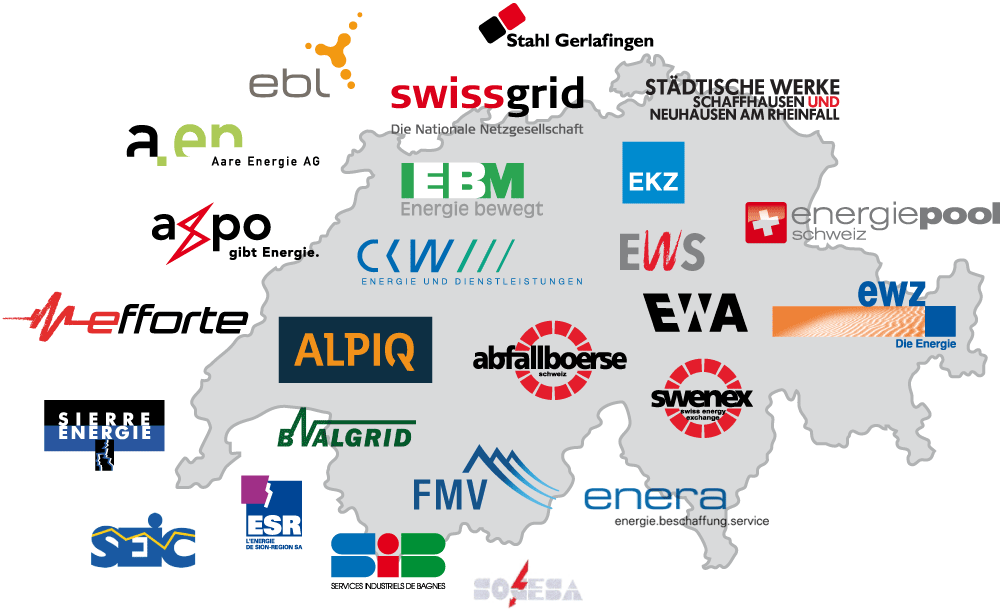 Stahl Gerlafingen
ebl
swissgrid
Die Nationale Netzgesellschaft
STÄDTISCHE WERKE
SCHAFFHAUSEN UND
NEUHAUSEN AM RHEINFALL
a.en
Aare Energie AG
EBM
Energie bewegt
EKZ
axpo
gibt Energie.
energiepool
schweiz
CKW
ENERGIE UND DIENSTLEISTUNGEN
EWS
efforte
EWA
ewz
Die Energie
ALPIQ
abfallboerse
schweiz
swenex
swiss energy
exchange
SIERRE
ENERGIE
VALGRID
FMV
enera
energie.beschaffung.service
ESR
L'ENERGIE
DE SION-REGION SA
SEIC
SIB
SERVICES INDUSTRIELS DE BAGNES
SOGESA